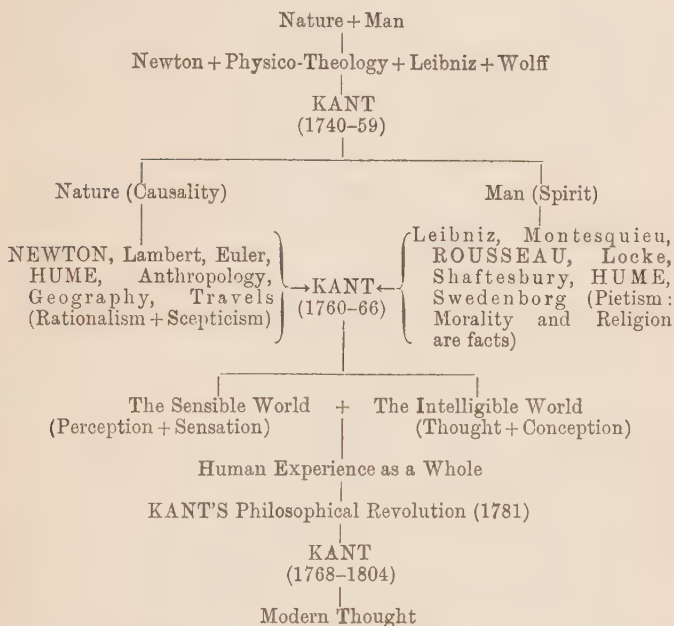 Nature + Man
Newton + Physico-Theology + Leibniz + Wolff
KANT
(1740–59)
Nature (Causality)
Man (Spirit)
NEWTON, Lambert, Euler,
HUME, Anthropology,
Geography, Travels
(Rationalism + Scepticism)
→KANT←
(1760–66)
Leibniz, Montesquieu,
ROUSSEAU, Locke,
Shaftesbury, HUME,
Swedenborg (Pietism:
Morality and Religion
are facts)
The Sensible World + The Intelligible World
(Perception + Sensation) (Thought + Conception)
Human Experience as a Whole
KANT'S Philosophical Revolution (1781)
KANT
(1768–1804)
Modern Thought